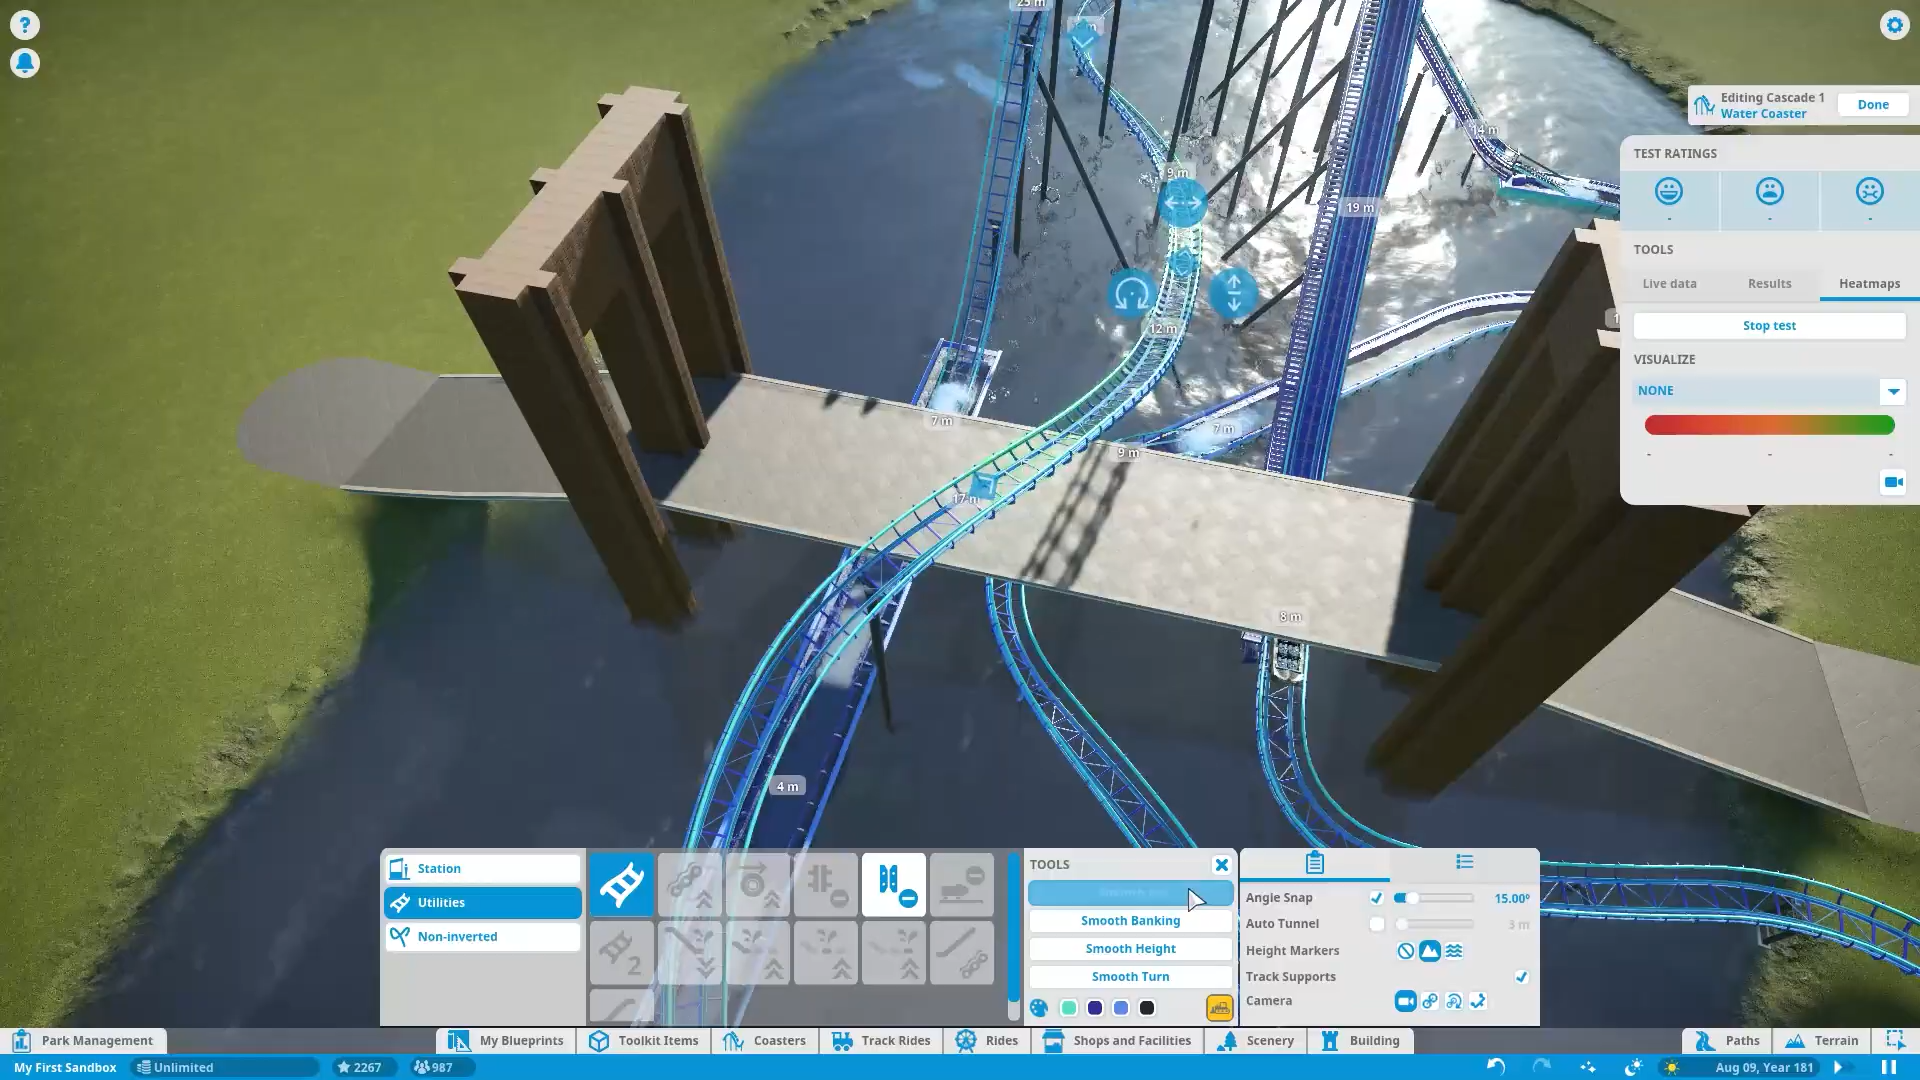 25 m
Editing Cascade 1
Water Coaster
Done
14 m
TEST RATINGS
9 m
19 m
- - -
TOOLS
Live data
Results
Heatmaps
12 m
Stop test
VISUALIZE
NONE
7 m
7 m
9 m
- - -
17 m
8 m
4 m
Station
Utilities
Non-inverted
2
TOOLS
Smooth Banking
Smooth Height
Smooth Turn
Angle Snap
15.00°
Auto Tunnel
3 m
Height Markers
Track Supports
Camera
Park Management
My Blueprints
Toolkit Items
Coasters
Track Rides
Rides
Shops and Facilities
Scenery
Building
Paths
Terrain
My First Sandbox
Unlimited
2267
987
Aug 09, Year 181